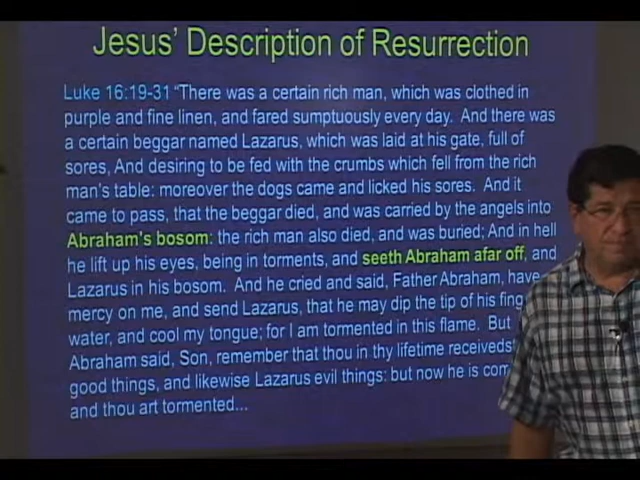 Jesus' Description of Resurrection
Luke 16:19-31 “There was a certain rich man, which was clothed in
purple and fine linen, and fared sumptuously every day. And there was
a certain beggar named Lazarus, which was laid at his gate, full of
sores, And desiring to be fed with the crumbs which fell from the rich
man's table: moreover the dogs came and licked his sores. And it
came to pass, that the beggar died, and was carried by the angels into
Abraham's bosom: the rich man also died, and was buried; And in hell
he lift up his eyes, being in torments, and seeth Abraham afar off, and
Lazarus in his bosom. And he cried and said, Father Abraham, have
mercy on me, and send Lazarus, that he may dip the tip of his fing
water, and cool my tongue; for I am tormented in this flame. But
Abraham said, Son, remember that thou in thy lifetime receivedst
good things, and likewise Lazarus evil things: but now he is com
and thou art tormented...